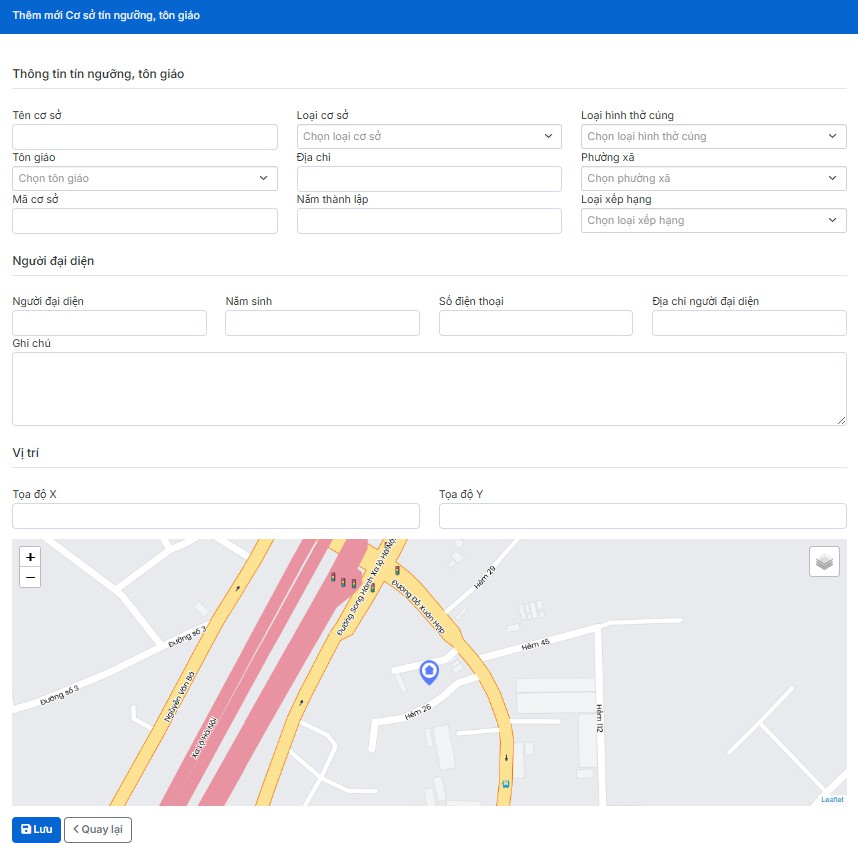 Thêm mới Cơ sở tín ngưỡng, tôn giáo
Thông tin tín ngưỡng, tôn giáo
Tên cơ sở
Loại cơ sở
Loại hình thờ cúng
Chọn loại cơ sở
Chọn loại hình thờ cúng
Tôn giáo
Địa chỉ
Phường xã
Chọn tôn giáo
Chọn phường xã
Mã cơ sở
Năm thành lập
Loại xếp hạng
Chọn loại xếp hạng
Người đại diện
Người đại diện
Năm sinh
Số điện thoại
Địa chỉ người đại diện
Ghi chú
Vị trí
Tọa độ X
Tọa độ Y
+
−
Đường Song Hành Xa lộ Hà Nội
Hẻm 29
Đường Đỗ Xuân Hợp
Đường số 3
Hẻm 45
Đường số 3
Nguyễn Văn Bá
Hẻm 26
Hẻm 112
Xa lộ Hà Nội
Leaflet
Lưu
Quay lại